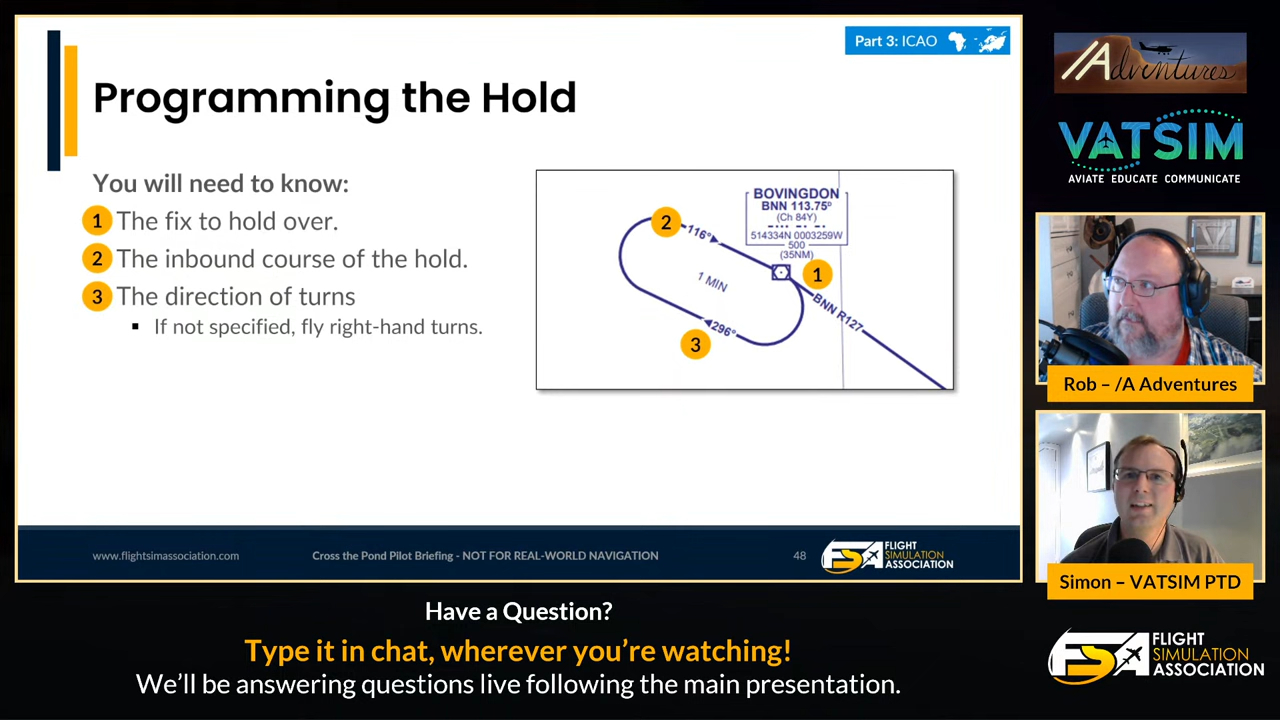 Part 3: ICAO
Programming the Hold
You will need to know:
1 The fix to hold over.
2 The inbound course of the hold.
3 The direction of turns
▪ If not specified, fly right-hand turns.
BOVINGDON
BNN 113.75ᴰ
(Ch 84Y)
514334N 0003259W
500
(35NM)
2
116°
1
1 MIN
BNN R127
296°
3
www.flightsimassociation.com
Cross the Pond Pilot Briefing - NOT FOR REAL-WORLD NAVIGATION
48
FSA FLIGHT
SIMULATION
ASSOCIATION
/Adventures
VATSIM
AVIATE EDUCATE COMMUNICATE
Rob – /A Adventures
Simon – VATSIM PTD
Have a Question?
Type it in chat, wherever you’re watching!
We’ll be answering questions live following the main presentation.
FSA FLIGHT
SIMULATION
ASSOCIATION